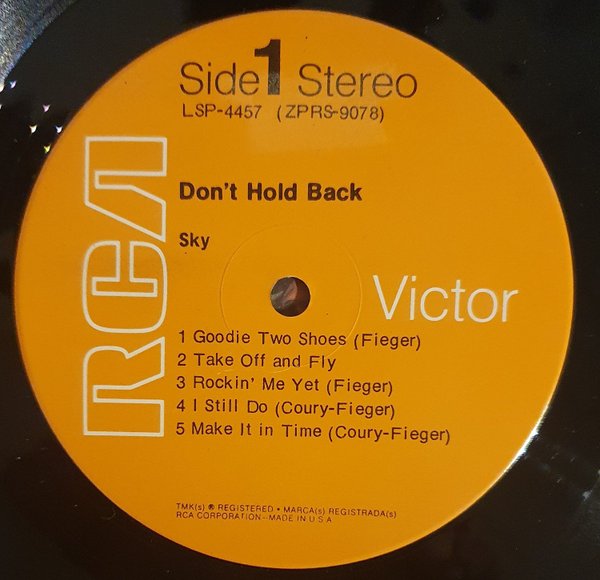 Side 1 Stereo
LSP-4457 (ZPRS-9078)
RCA
Don't Hold Back
Sky
Victor
1 Goodie Two Shoes (Fieger)
2 Take Off and Fly
3 Rockin' Me Yet (Fieger)
4 I Still Do (Coury-Fieger)
5 Make It in Time (Coury-Fieger)
TMK(s) ® REGISTERED • MARCA(s) REGISTRADA(s)
RCA CORPORATION–MADE IN U S A